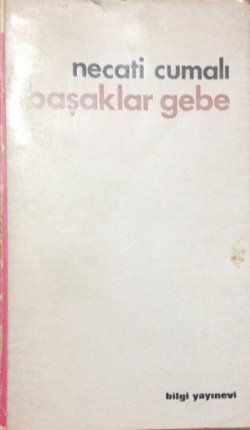 necati cumalı
başaklar gebe
bilgi yayınevi